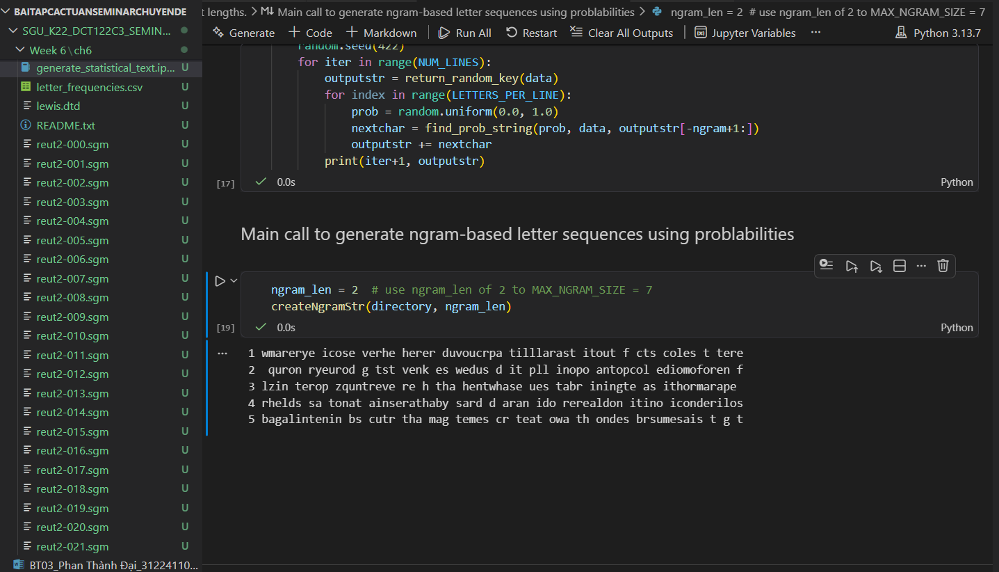 BAITAPCACTUANSEMINARCHUYENDE
SGU_K22_DCT122C3_SEMIN...
Week 6\ch6
generate_statistical_text.ip... U
letter_frequencies.csv U
lewis.dtd U
README.txt U
reut2-000.sgm U
reut2-001.sgm U
reut2-002.sgm U
reut2-003.sgm U
reut2-004.sgm U
reut2-005.sgm U
reut2-006.sgm U
reut2-007.sgm U
reut2-008.sgm U
reut2-009.sgm U
reut2-010.sgm U
reut2-011.sgm U
reut2-012.sgm U
reut2-013.sgm U
reut2-014.sgm U
reut2-015.sgm U
reut2-016.sgm U
reut2-017.sgm U
reut2-018.sgm U
reut2-019.sgm U
reut2-020.sgm U
reut2-021.sgm U
BT03_Phan Thành Đại_31224110...
t lengths. > M↓ Main call to generate ngram-based letter sequences using problabilities > ngram_len = 2 # use ngram_len of 2 to MAX_NGRAM_SIZE = 7
Generate + Code + Markdown Run All Restart Clear All Outputs Jupyter Variables ... Python 3.13.7
random.seed(422)
for iter in range(NUM_LINES):
outputstr = return_random_key(data)
for index in range(LETTERS_PER_LINE):
prob = random.uniform(0.0, 1.0)
nextchar = find_prob_string(prob, data, outputstr[-ngram+1:])
outputstr += nextchar
print(iter+1, outputstr)
[17] 0.0s Python
Main call to generate ngram-based letter sequences using problabilities
ngram_len = 2 # use ngram_len of 2 to MAX_NGRAM_SIZE = 7
createNgramStr(directory, ngram_len)
[19] 0.0s Python
1 wmarerye icose verhe herer duvoucrpa tilllarast itout f cts coles t tere
2 quron ryeurod g tst venk es wedus d it pll inopo antopcol ediomoforen f
3 lzin terop zquntreve re h tha hentwhase ues tabr iningte as ithormarape
4 rhelds sa tonat ainserathaby sard d aran ido rerealdon itino iconderilos
5 bagalintenin bs cutr tha mag temes cr teat owa th ondes brsumesais t g t